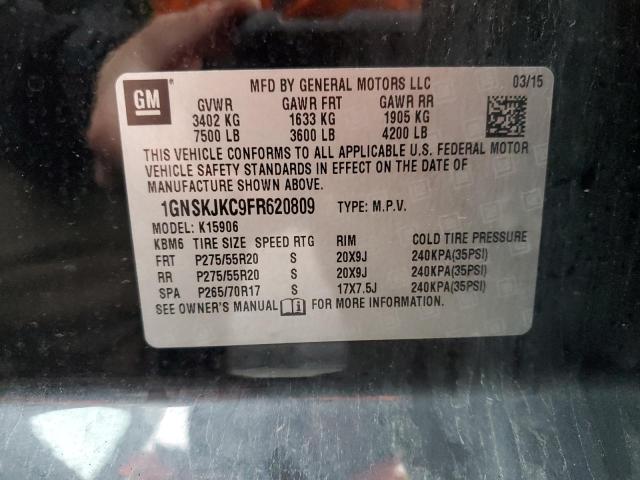 GM
MFD BY GENERAL MOTORS LLC 03/15
GVWR GAWR FRT GAWR RR
3402 KG 1633 KG 1905 KG
7500 LB 3600 LB 4200 LB
THIS VEHICLE CONFORMS TO ALL APPLICABLE U.S. FEDERAL MOTOR
VEHICLE SAFETY STANDARDS IN EFFECT ON THE DATE OF
MANUFACTURE SHOWN ABOVE.
1GNSKJKC9FR620809 TYPE: M.P.V.
MODEL: K15906
KBM6 TIRE SIZE SPEED RTG RIM COLD TIRE PRESSURE
FRT P275/55R20 S 20X9J 240KPA(35PSI)
RR P275/55R20 S 20X9J 240KPA(35PSI)
SPA P265/70R17 S 17X7.5J 240KPA(35PSI)
SEE OWNER'S MANUAL FOR MORE INFORMATION.